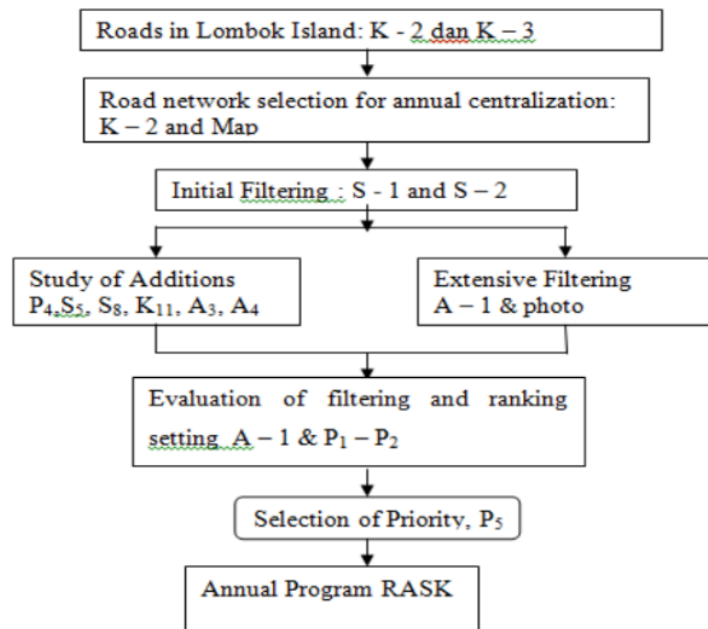 Roads in Lombok Island: K - 2 dan K – 3
Road network selection for annual centralization:
K – 2 and Map
Initial Filtering : S - 1 and S – 2
Study of Additions
P₄,S₅, S₈, K₁₁, A₃, A₄
Extensive Filtering
A – 1 & photo
Evaluation of filtering and ranking
setting A – 1 & P₁ – P₂
Selection of Priority, P₅
Annual Program RASK